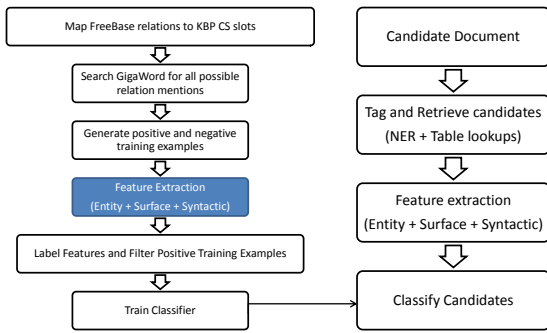 Map FreeBase relations to KBP CS slots
Search GigaWord for all possible
relation mentions
Generate positive and negative
training examples
Feature Extraction
(Entity + Surface + Syntactic)
Label Features and Filter Positive Training Examples
Train Classifier
Candidate Document
Tag and Retrieve candidates
(NER + Table lookups)
Feature extraction
(Entity + Surface + Syntactic)
Classify Candidates